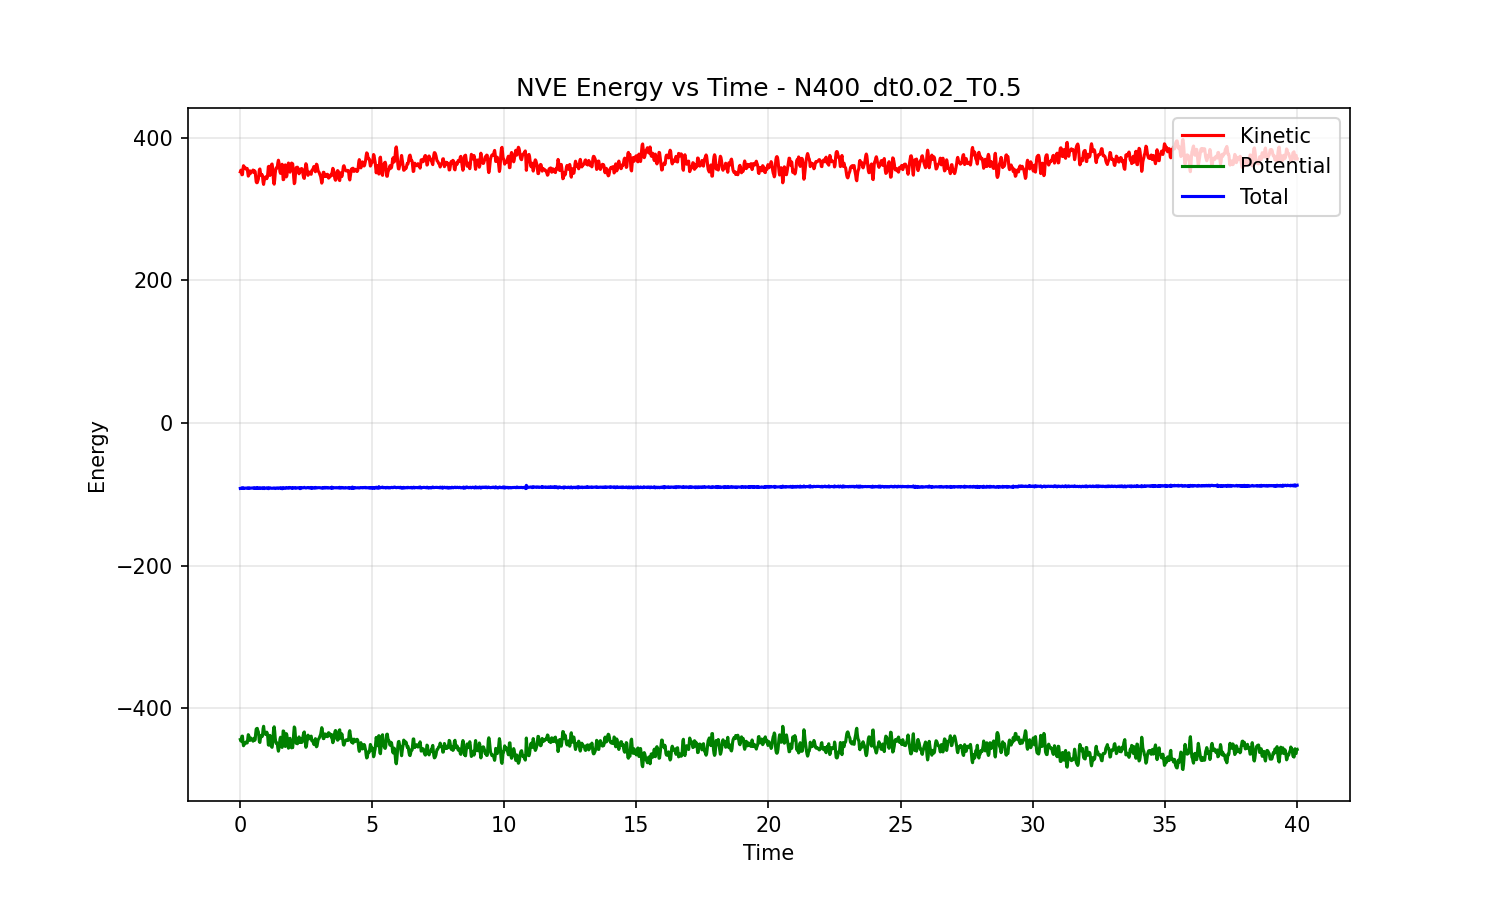 NVE Energy vs Time - N400_dt0.02_T0.5
Kinetic
Potential
Total
400
200
0
−200
−400
Energy
0 5 10 15 20 25 30 35 40
Time